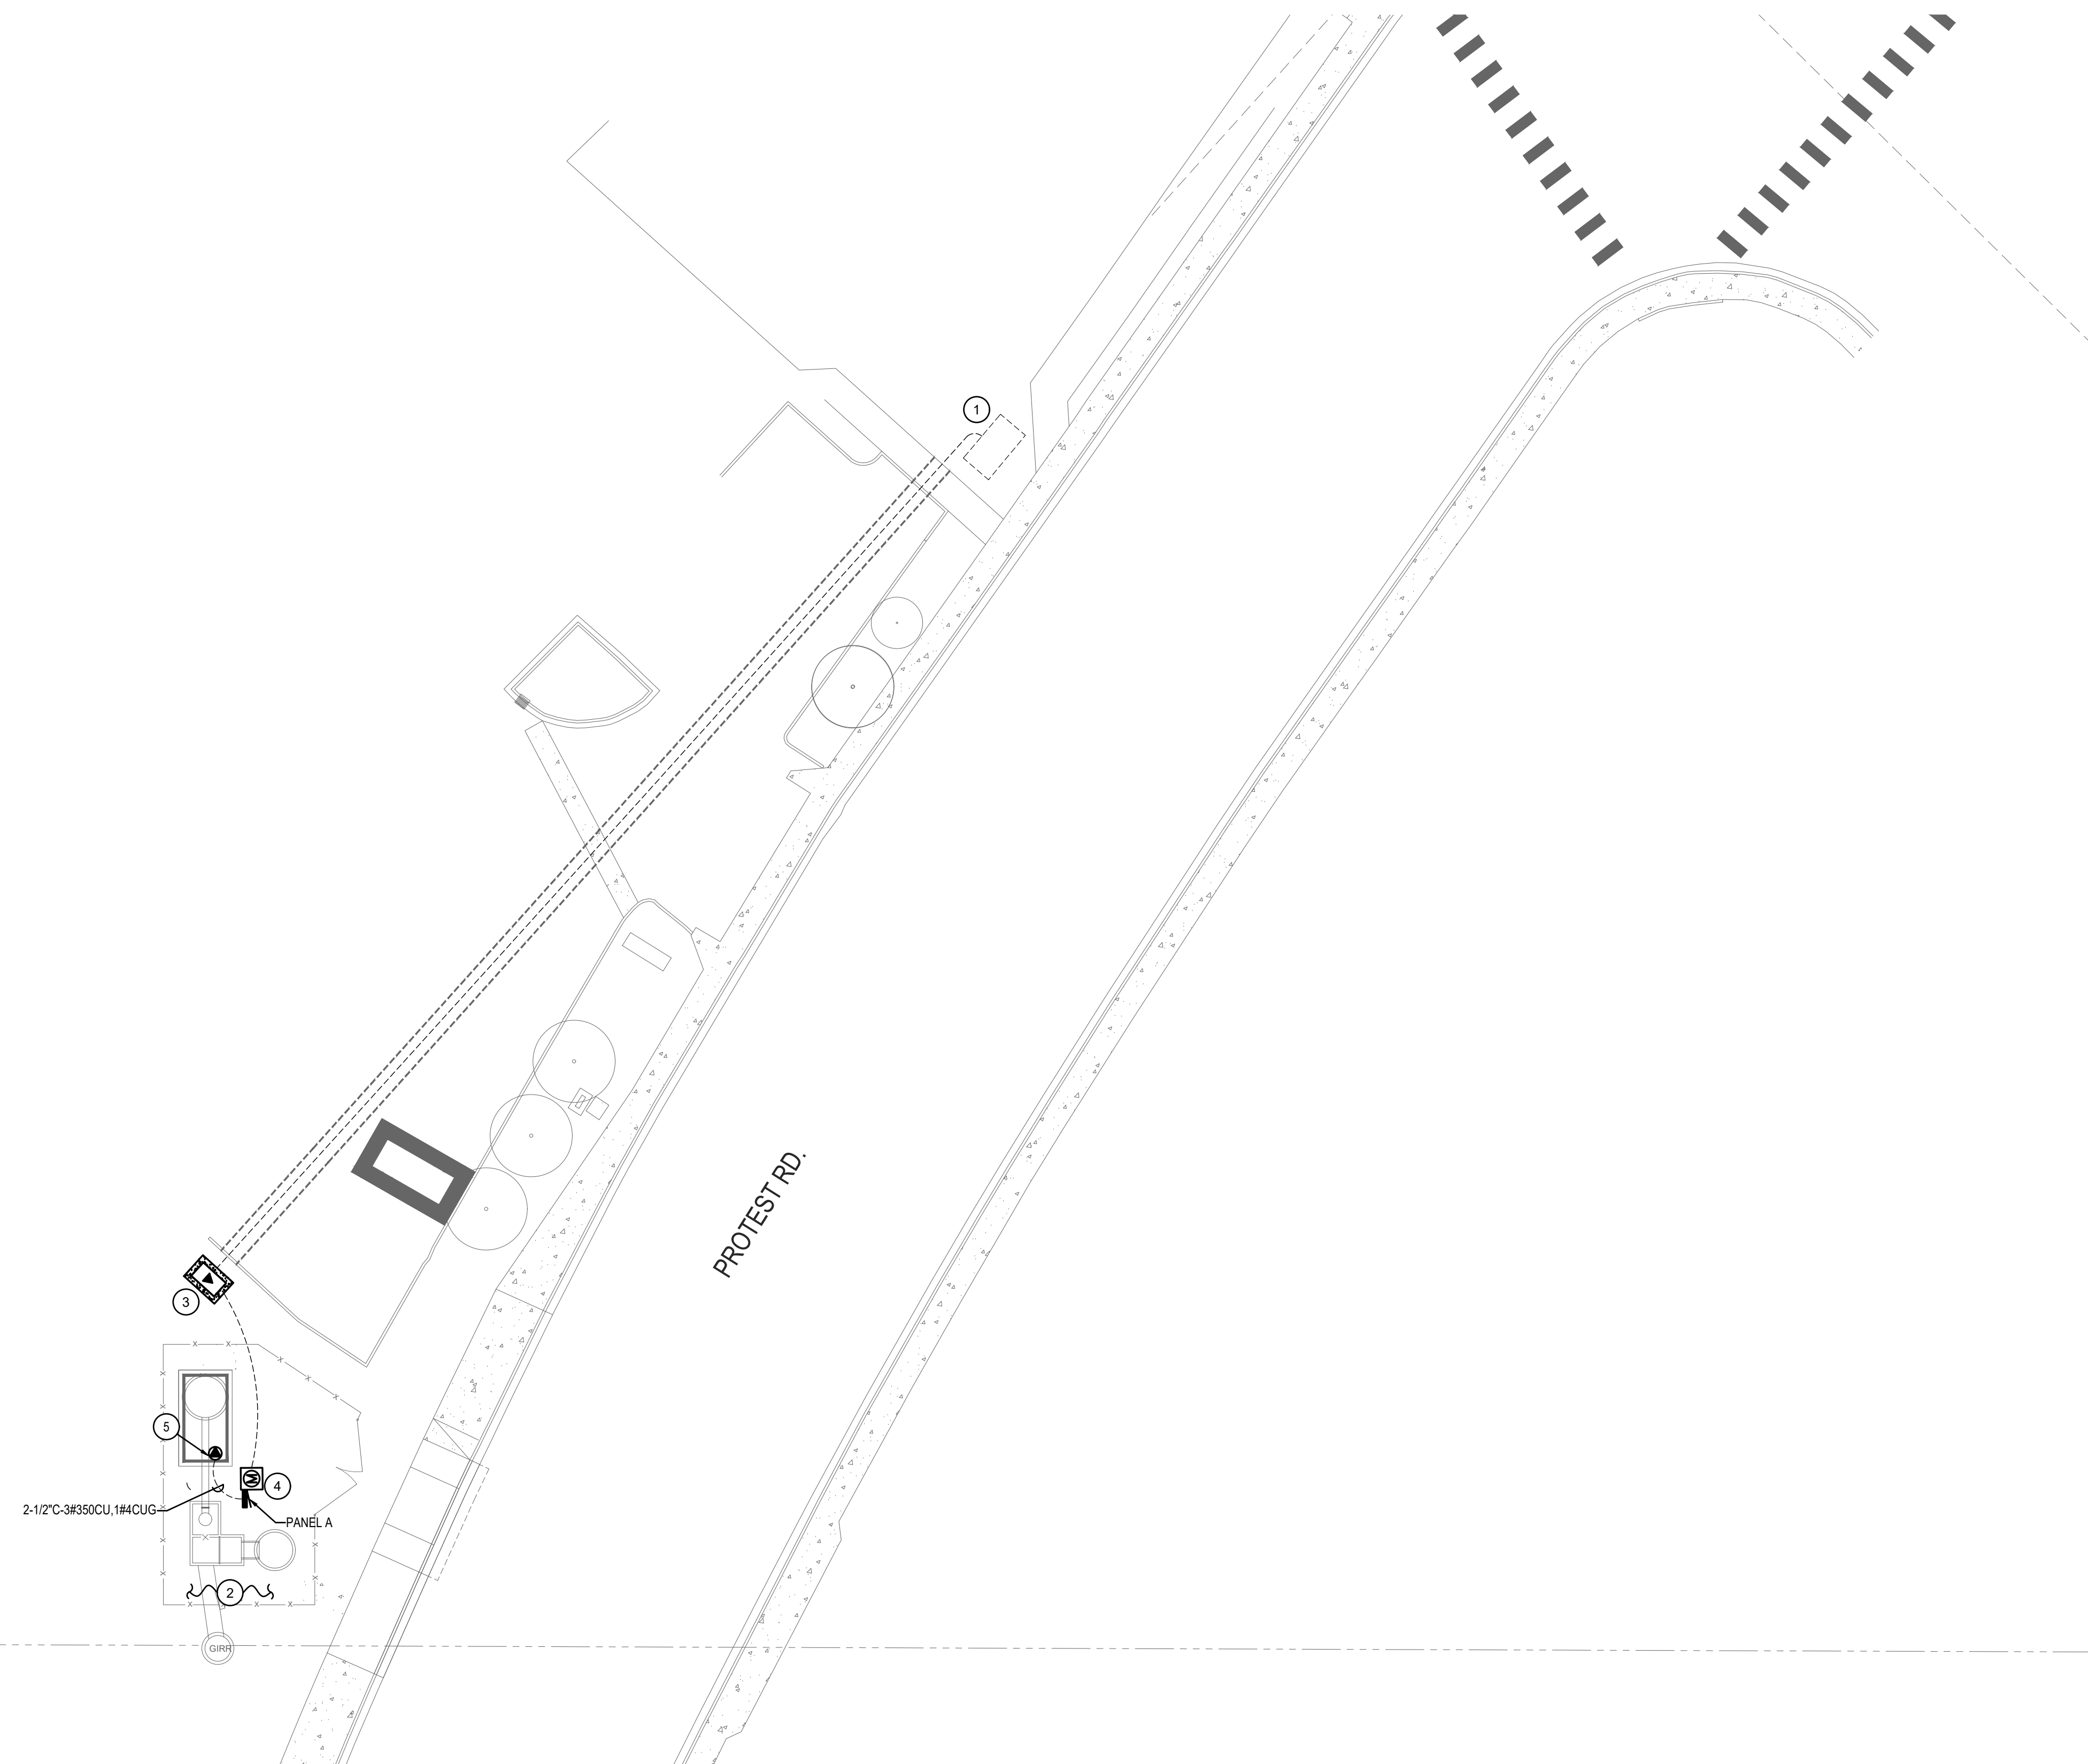 1
PROTEST RD.
3
5
4
2-1/2"C-3#350CU,1#4CUG
PANEL A
2
GIRR